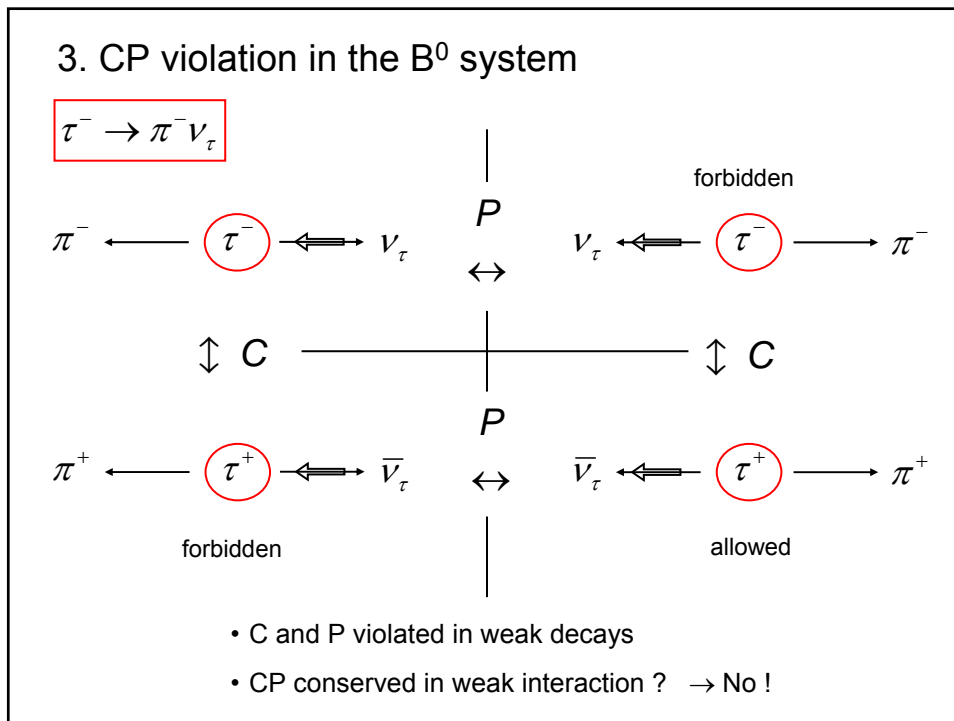 3. CP violation in the B⁰ system
τ⁻ → π⁻ν_τ
forbidden
P
π⁻ τ⁻ ν_τ ↔ ν_τ τ⁻ π⁻
↕ C ↕ C
P
π⁺ τ⁺ ν̅_τ ↔ ν̅_τ τ⁺ π⁺
forbidden allowed
• C and P violated in weak decays
• CP conserved in weak interaction ? → No !